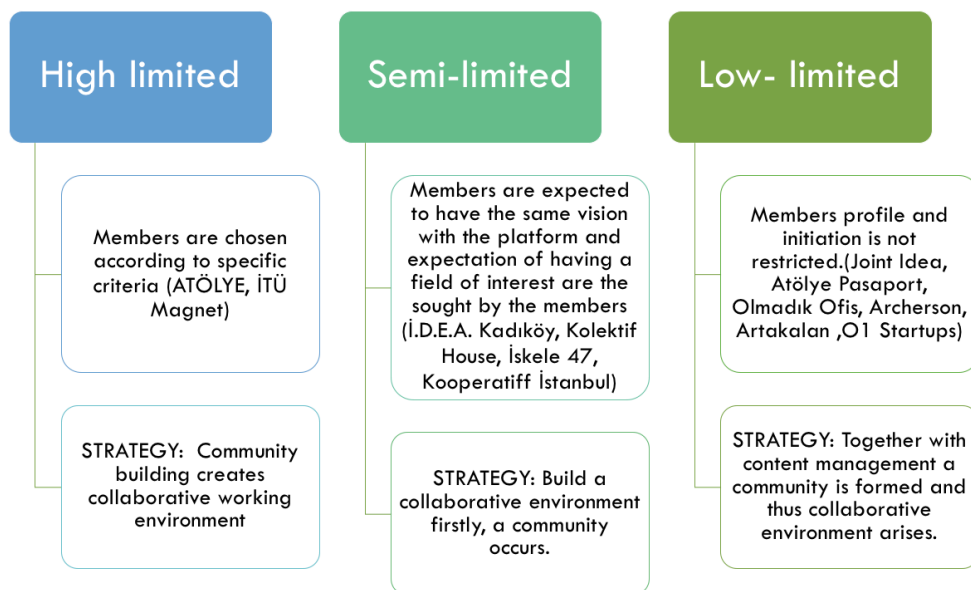 High limited
Members are chosen
according to specific
criteria (ATÖLYE, İTÜ
Magnet)
STRATEGY:  Community
building creates
collaborative working
environment
Semi-limited
Members are expected
to have the same vision
with the platform and
expectation of having a
field of interest are the
sought by the members
(İ.D.E.A. Kadıköy, Kolektif
House, İskele 47,
Kooperatiff İstanbul)
STRATEGY: Build a
collaborative environment
firstly, a community
occurs.
Low- limited
Members profile and
initiation is not
restricted.(Joint Idea,
Atölye Pasaport,
Olmadık Ofis, Archerson,
Artakalan ,O1 Startups)
STRATEGY: Together with
content management a
community is formed and
thus collaborative
environment arises.